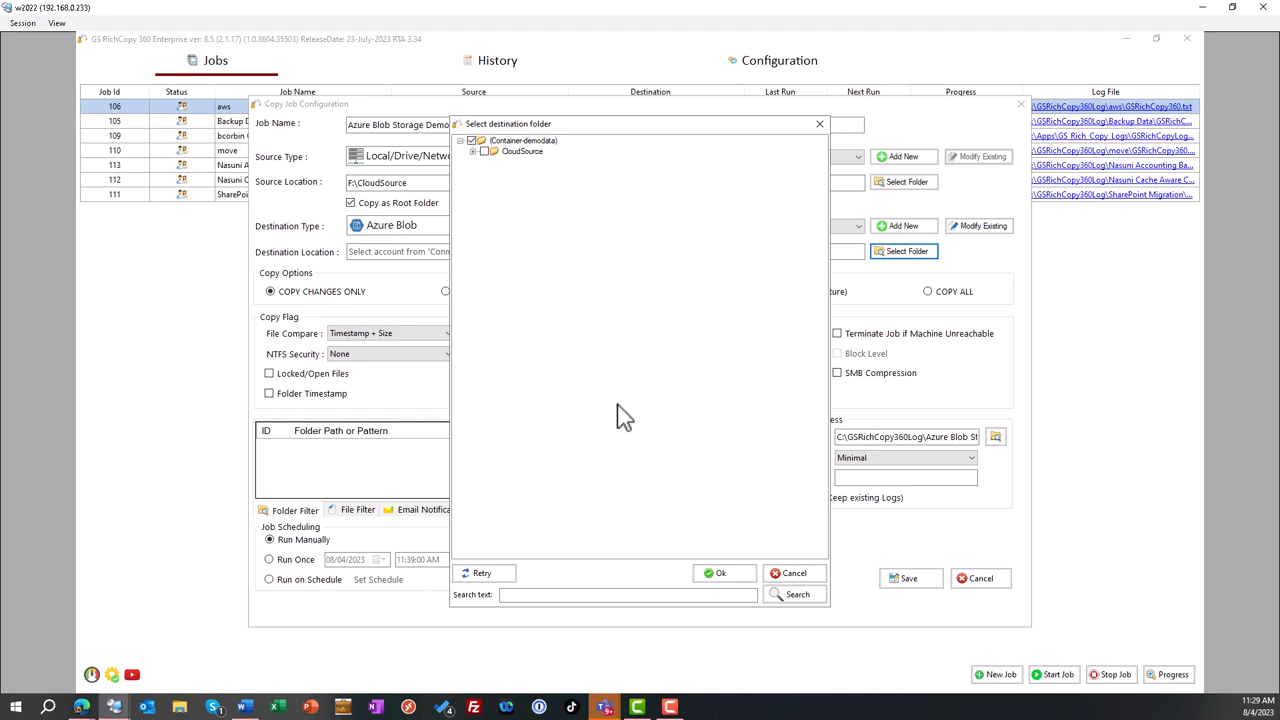 w2022 (192.168.0.233)
Session View
GS RichCopy 360 Enterprise ver: 8.5 (2.1.17) (1.0.8604.35503) ReleaseDate: 23-July-2023 RTA 3.34
Jobs History Configuration
Job Id Status Job Name Source Destination Last Run Next Run Progress Log File
106 aws :\GSRichCopy360Log\aws\GSRichCopy360.txt
105 Backup D :\GSRichCopy360Log\Backup Data\GSRichC...
109 bcorbin C :\Apps\G S Rich Copy_Logs\GSRichCopyLog...
110 move :\GSRichCopy360Log\move\GSRichCopy360....
113 Nasuni A :\GSRichCopy360Log\Nasuni Accounting Ba...
112 Nasuni C :\GSRichCopy360Log\Nasuni Cache Aware C...
111 SharePoi :\GSRichCopy360Log\SharePoint Migration\...
Copy Job Configuration
Job Name : Azure Blob Storage Demo
Source Type : Local/Drive/Netwo Add New Modify Existing
Source Location : F:\CloudSource Select Folder
Copy as Root Folder
Destination Type : Azure Blob Add New Modify Existing
Destination Location : Select account from 'Conn Select Folder
Copy Options
COPY CHANGES ONLY ture) COPY ALL
Copy Flag
File Compare : Timestamp + Size Terminate Job if Machine Unreachable
NTFS Security : None Block Level
Locked/Open Files SMB Compression
Folder Timestamp
ID Folder Path or Pattern ess
C:\GSRichCopy360Log\Azure Blob St
Minimal
Keep existing Logs)
Folder Filter File Filter Email Notifica
Job Scheduling
Run Manually
Run Once 08/04/2023 11:39:00 AM
Run on Schedule Set Schedule
Save Cancel
Select destination folder
(Container-demodata)
CloudSource
Retry Ok Cancel
Search text: Search
New Job Start Job Stop Job Progress
11:29 AM
8/4/2023